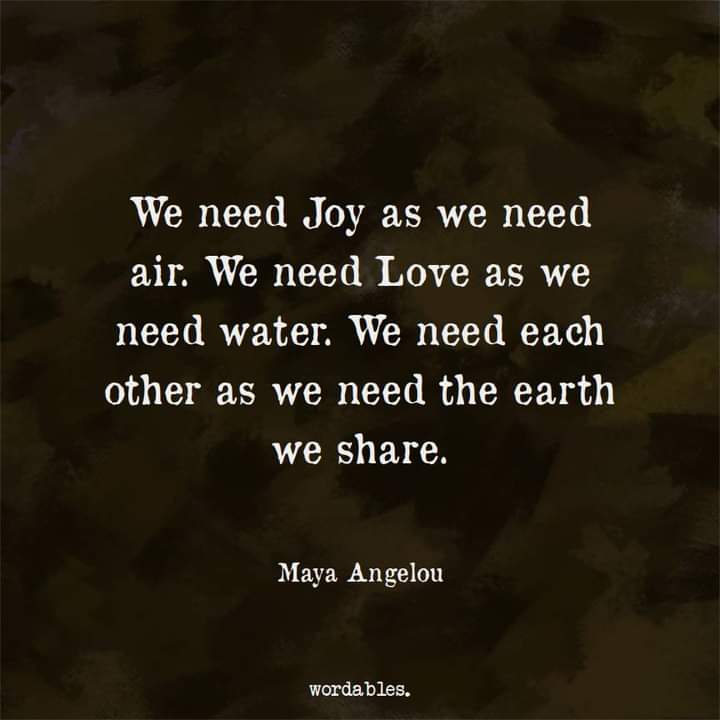 We need Joy as we need
air. We need Love as we
need water. We need each
other as we need the earth
we share.
Maya Angelou
wordables.